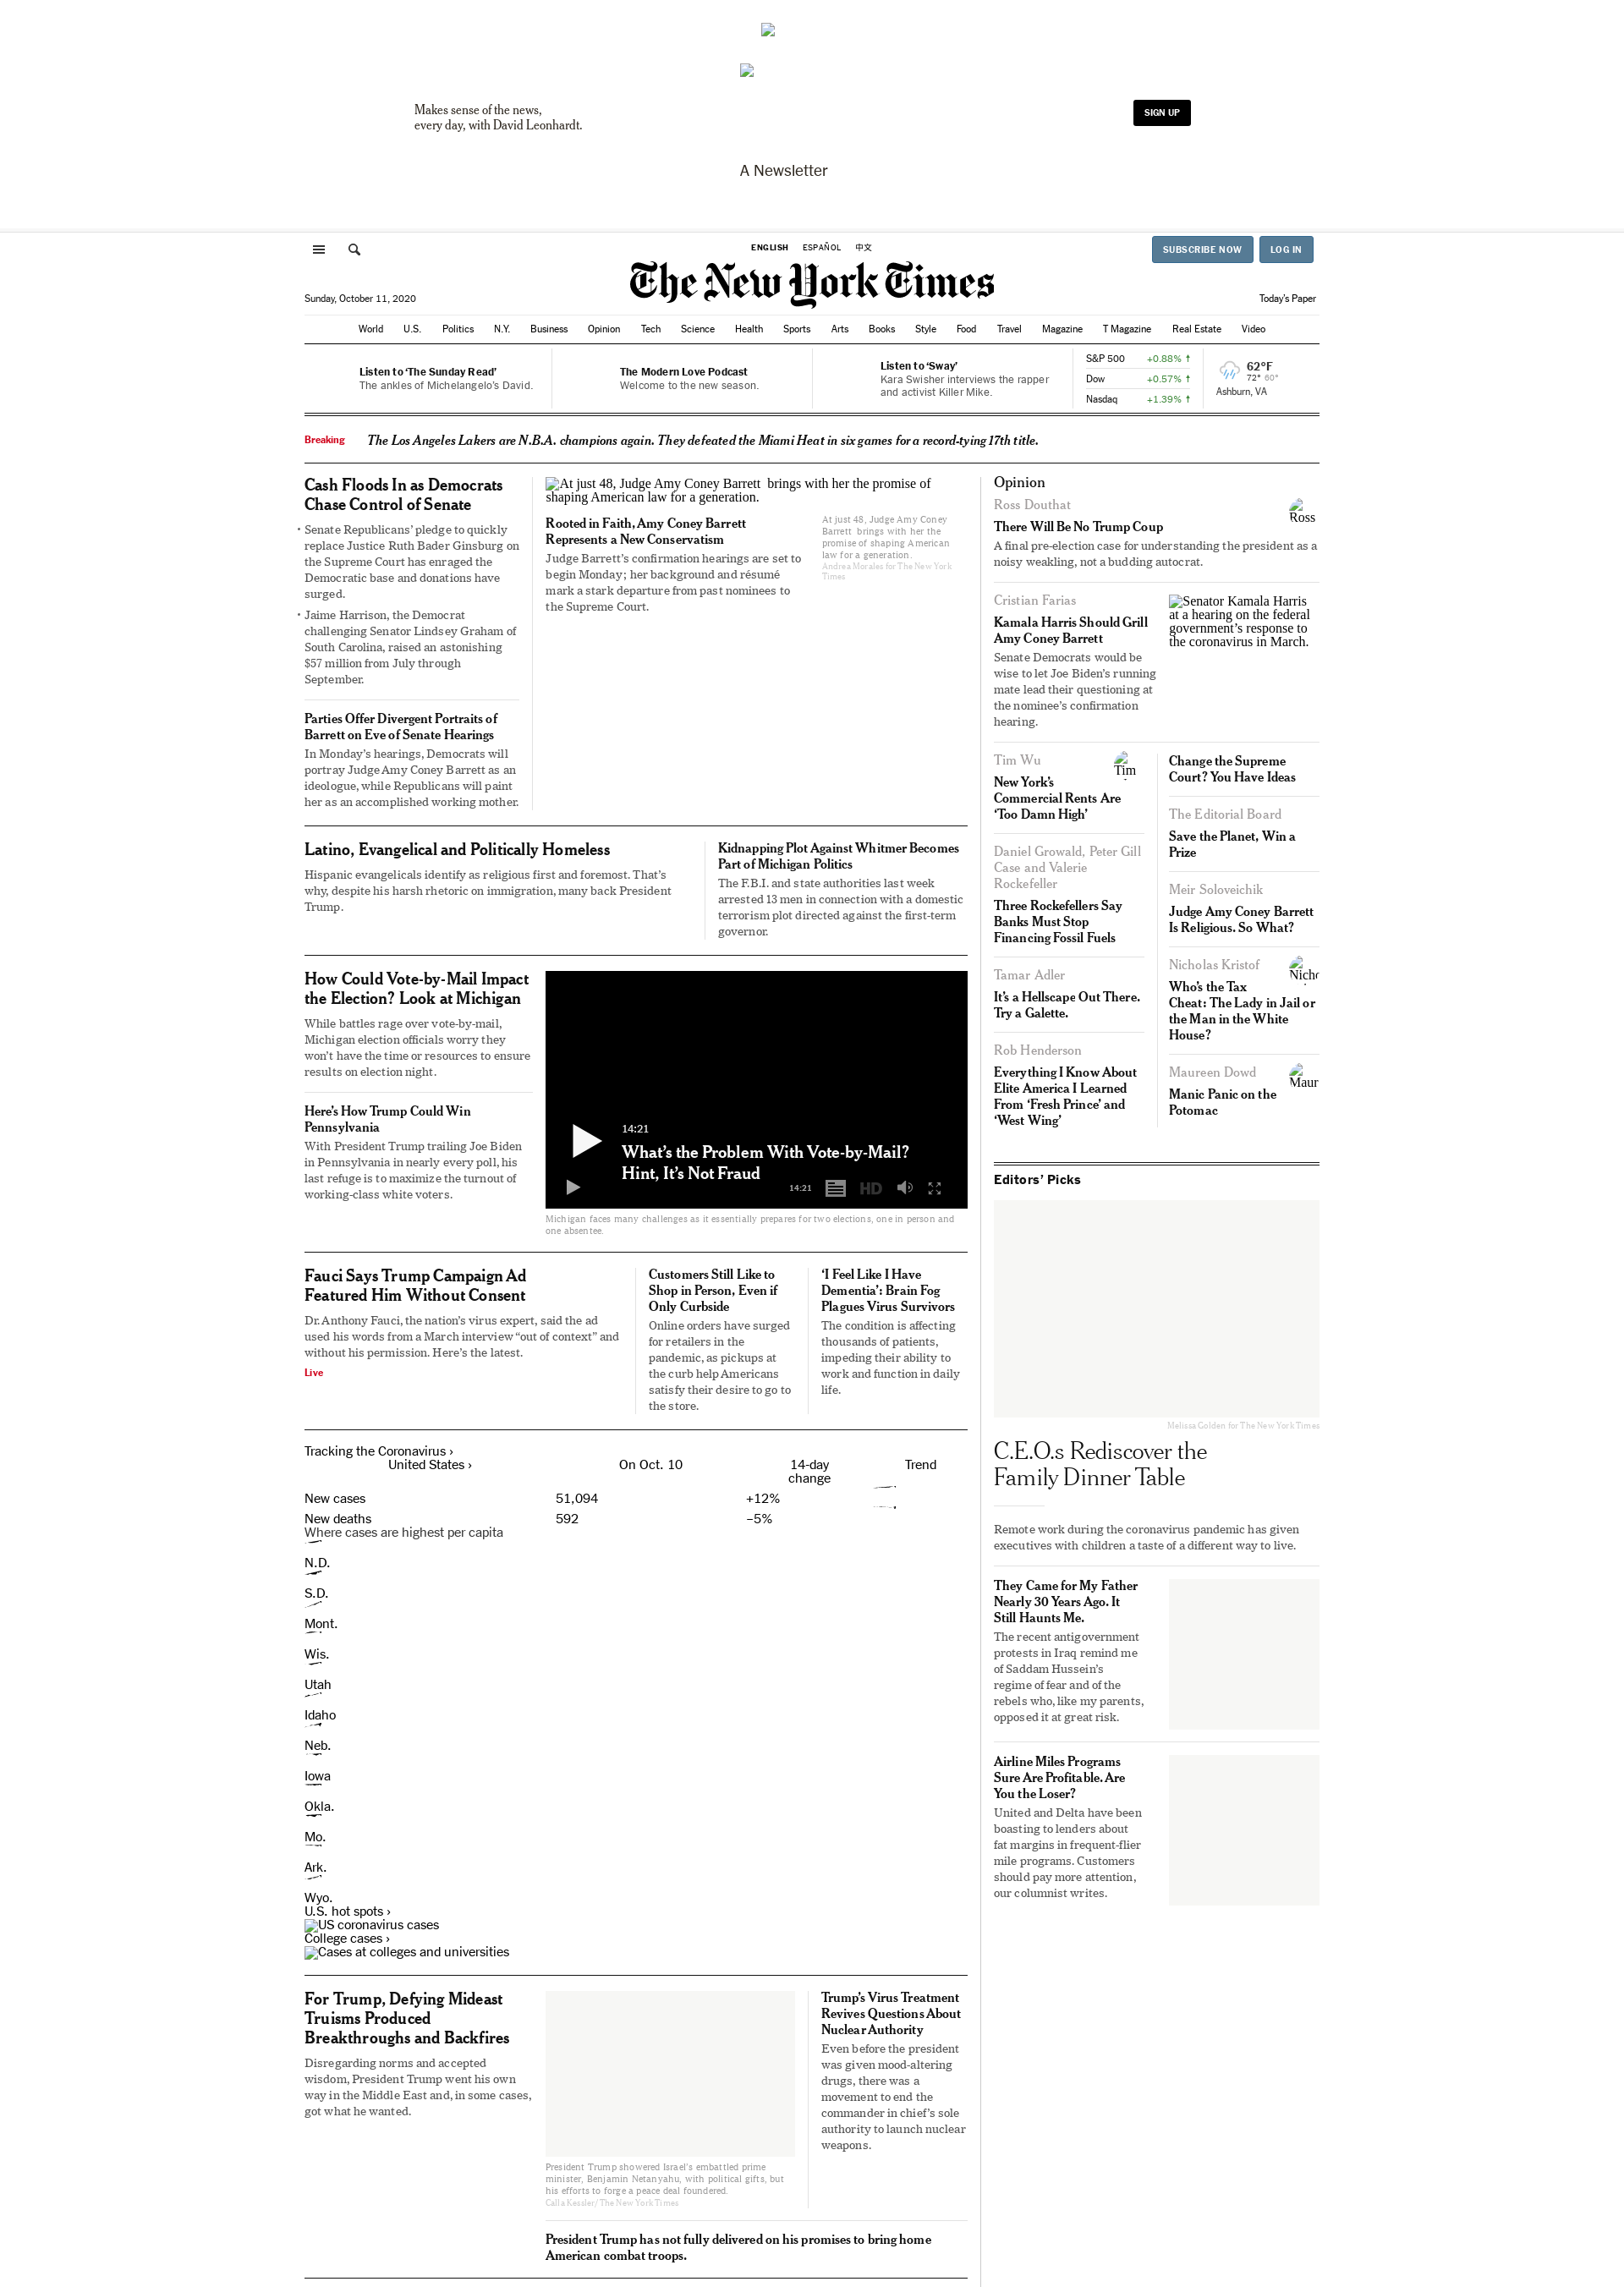 Makes sense of the news,
every day, with David Leonhardt.
SIGN UP
A Newsletter
ENGLISH ESPAÑOL 中文
SUBSCRIBE NOW LOG IN
The New York Times
Sunday, October 11, 2020
Today's Paper
World U.S. Politics N.Y. Business Opinion Tech Science Health Sports Arts Books Style Food Travel Magazine T Magazine Real Estate Video
Listen to ‘The Sunday Read’
The ankles of Michelangelo’s David.
The Modern Love Podcast
Welcome to the new season.
Listen to ‘Sway’
Kara Swisher interviews the rapper
and activist Killer Mike.
S&P 500 +0.88% ↑
Dow +0.57% ↑
Nasdaq +1.39% ↑
62°F
72° 60°
Ashburn, VA
Breaking
The Los Angeles Lakers are N.B.A. champions again. They defeated the Miami Heat in six games for a record-tying 17th title.
Cash Floods In as Democrats
Chase Control of Senate
• Senate Republicans’ pledge to quickly
replace Justice Ruth Bader Ginsburg on
the Supreme Court has enraged the
Democratic base and donations have
surged.
• Jaime Harrison, the Democrat
challenging Senator Lindsey Graham of
South Carolina, raised an astonishing
$57 million from July through
September.
Parties Offer Divergent Portraits of
Barrett on Eve of Senate Hearings
In Monday’s hearings, Democrats will
portray Judge Amy Coney Barrett as an
ideologue, while Republicans will paint
her as an accomplished working mother.
At just 48, Judge Amy Coney Barrett brings with her the promise of
shaping American law for a generation.
Rooted in Faith, Amy Coney Barrett
Represents a New Conservatism
Judge Barrett’s confirmation hearings are set to
begin Monday; her background and résumé
mark a stark departure from past nominees to
the Supreme Court.
At just 48, Judge Amy Coney
Barrett brings with her the
promise of shaping American
law for a generation.
Andrea Morales for The New York
Times
Latino, Evangelical and Politically Homeless
Hispanic evangelicals identify as religious first and foremost. That’s
why, despite his harsh rhetoric on immigration, many back President
Trump.
Kidnapping Plot Against Whitmer Becomes
Part of Michigan Politics
The F.B.I. and state authorities last week
arrested 13 men in connection with a domestic
terrorism plot directed against the first-term
governor.
How Could Vote-by-Mail Impact
the Election? Look at Michigan
While battles rage over vote-by-mail,
Michigan election officials worry they
won’t have the time or resources to ensure
results on election night.
Here’s How Trump Could Win
Pennsylvania
With President Trump trailing Joe Biden
in Pennsylvania in nearly every poll, his
last refuge is to maximize the turnout of
working-class white voters.
14:21
What’s the Problem With Vote-by-Mail?
Hint, It’s Not Fraud
14:21 HD
Michigan faces many challenges as it essentially prepares for two elections, one in person and
one absentee.
Fauci Says Trump Campaign Ad
Featured Him Without Consent
Dr. Anthony Fauci, the nation’s virus expert, said the ad
used his words from a March interview “out of context” and
without his permission. Here’s the latest.
Live
Customers Still Like to
Shop in Person, Even if
Only Curbside
Online orders have surged
for retailers in the
pandemic, as pickups at
the curb help Americans
satisfy their desire to go to
the store.
‘I Feel Like I Have
Dementia’: Brain Fog
Plagues Virus Survivors
The condition is affecting
thousands of patients,
impeding their ability to
work and function in daily
life.
Tracking the Coronavirus ›
United States › On Oct. 10 14-day
change Trend
New cases 51,094 +12%
New deaths 592 –5%
Where cases are highest per capita
N.D.
S.D.
Mont.
Wis.
Utah
Idaho
Neb.
Iowa
Okla.
Mo.
Ark.
Wyo.
U.S. hot spots ›
US coronavirus cases
College cases ›
Cases at colleges and universities
For Trump, Defying Mideast
Truisms Produced
Breakthroughs and Backfires
Disregarding norms and accepted
wisdom, President Trump went his own
way in the Middle East and, in some cases,
got what he wanted.
President Trump showered Israel’s embattled prime
minister, Benjamin Netanyahu, with political gifts, but
his efforts to forge a peace deal foundered.
Calla Kessler/The New York Times
Trump’s Virus Treatment
Revives Questions About
Nuclear Authority
Even before the president
was given mood-altering
drugs, there was a
movement to end the
commander in chief’s sole
authority to launch nuclear
weapons.
President Trump has not fully delivered on his promises to bring home
American combat troops.
Opinion
Ross Douthat
Ross
There Will Be No Trump Coup
A final pre-election case for understanding the president as a
noisy weakling, not a budding autocrat.
Cristian Farias
Kamala Harris Should Grill
Amy Coney Barrett
Senate Democrats would be
wise to let Joe Biden’s running
mate lead their questioning at
the nominee’s confirmation
hearing.
Senator Kamala Harris
at a hearing on the federal
government’s response to
the coronavirus in March.
Tim Wu
Tim
New York’s
Commercial Rents Are
‘Too Damn High’
Daniel Growald, Peter Gill
Case and Valerie
Rockefeller
Three Rockefellers Say
Banks Must Stop
Financing Fossil Fuels
Tamar Adler
It’s a Hellscape Out There.
Try a Galette.
Rob Henderson
Everything I Know About
Elite America I Learned
From ‘Fresh Prince’ and
‘West Wing’
Change the Supreme
Court? You Have Ideas
The Editorial Board
Save the Planet, Win a
Prize
Meir Soloveichik
Judge Amy Coney Barrett
Is Religious. So What?
Nicholas Kristof
Nicho
Who’s the Tax
Cheat: The Lady in Jail or
the Man in the White
House?
Maureen Dowd
Maur
Manic Panic on the
Potomac
Editors’ Picks
Melissa Golden for The New York Times
C.E.O.s Rediscover the
Family Dinner Table
Remote work during the coronavirus pandemic has given
executives with children a taste of a different way to live.
They Came for My Father
Nearly 30 Years Ago. It
Still Haunts Me.
The recent antigovernment
protests in Iraq remind me
of Saddam Hussein’s
regime of fear and of the
rebels who, like my parents,
opposed it at great risk.
Airline Miles Programs
Sure Are Profitable. Are
You the Loser?
United and Delta have been
boasting to lenders about
fat margins in frequent-flier
mile programs. Customers
should pay more attention,
our columnist writes.